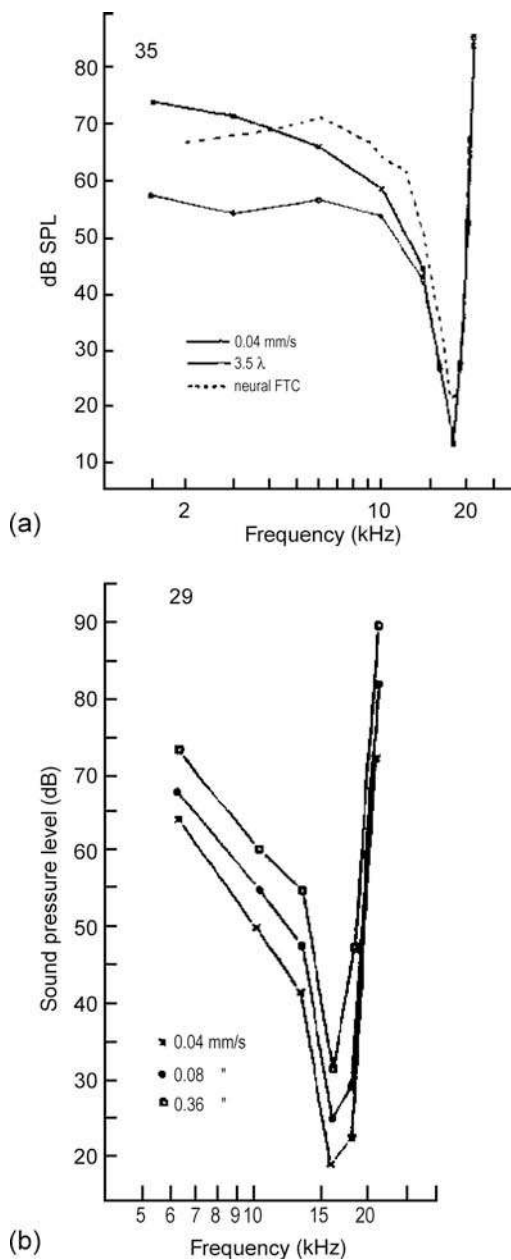 35
80
70
60
50
40
30
20
10
dB SPL
0.04 mm/s
3.5 λ
neural FTC
2
10
20
Frequency (kHz)
(a)
29
90
80
70
60
50
40
30
20
Sound pressure level (dB)
0.04 mm/s
0.08 "
0.36 "
5 6 7 8 9 10 15 20
Frequency (kHz)
(b)